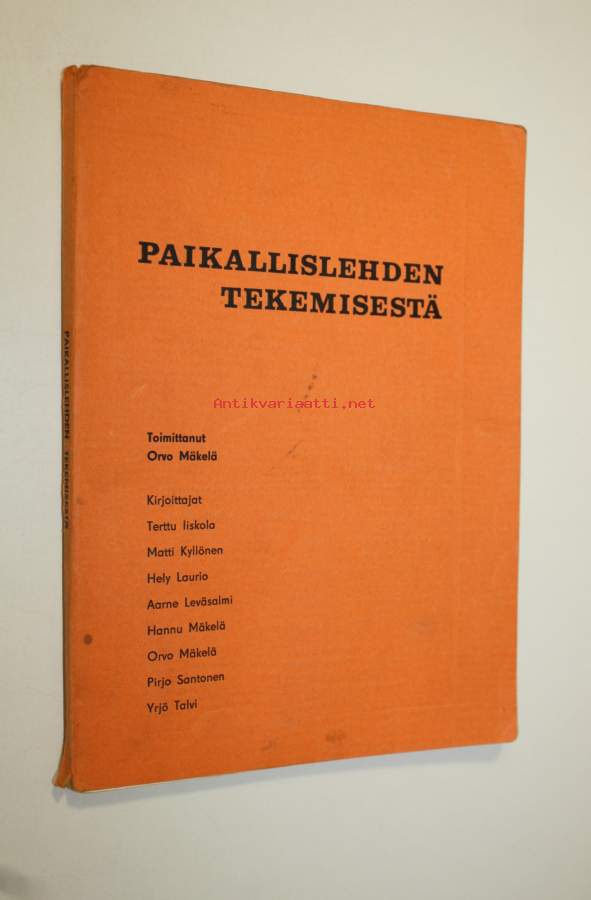 PAIKALLISLEHDEN
TEKEMISESTÄ
Antikvariaatti.net
Toimittanut
Orvo Mäkelä
Kirjoittajat
Terttu Iiskola
Matti Kyllönen
Hely Laurio
Aarne Leväsalmi
Hannu Mäkelä
Orvo Mäkelä
Pirjo Santonen
Yrjö Talvi
PAIKALLISLEHDEN TEKEMISESTÄ